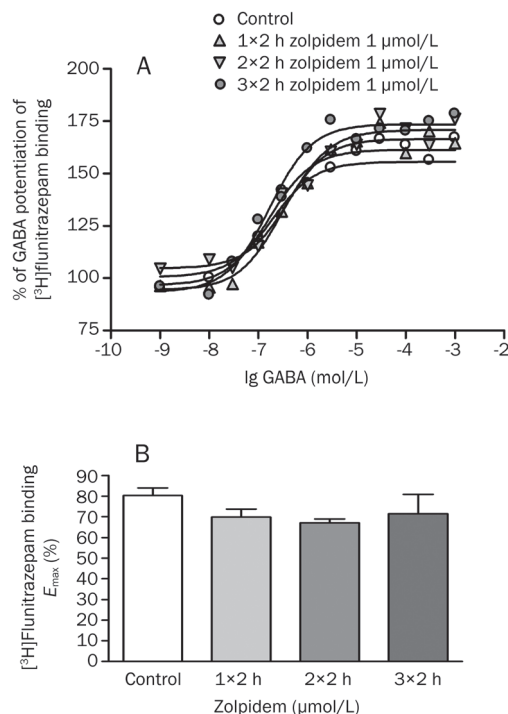 Control
1×2 h zolpidem 1 μmol/L
2×2 h zolpidem 1 μmol/L
3×2 h zolpidem 1 μmol/L
A
% of GABA potentiation of
[³H]flunitrazepam binding
200
175
150
125
100
75
-10 -9 -8 -7 -6 -5 -4 -3 -2
lg GABA (mol/L)
B
[³H]Flunitrazepam binding
Emax (%)
90
80
70
60
50
40
30
20
10
0
Control 1×2 h 2×2 h 3×2 h
Zolpidem (μmol/L)